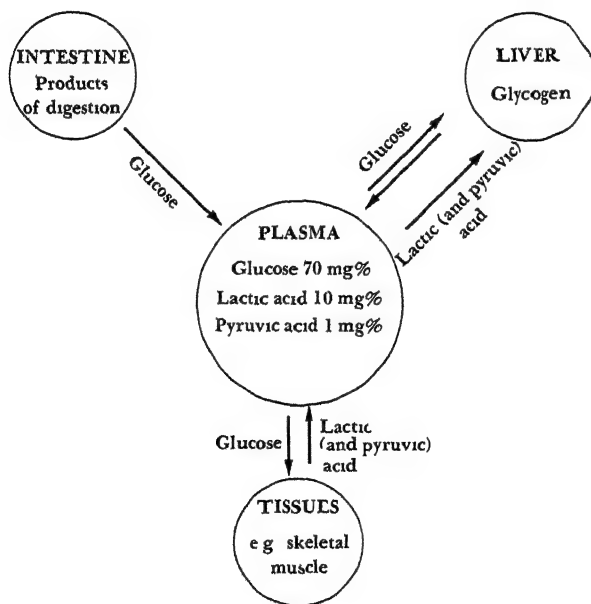 INTESTINE
Products
of digestion
LIVER
Glycogen
Glucose
Glucose
Lactic (and pyruvic)
acid
PLASMA
Glucose 70 mg%
Lactic acid 10 mg%
Pyruvic acid 1 mg%
Glucose
Lactic
(and pyruvic)
acid
TISSUES
e g skeletal
muscle